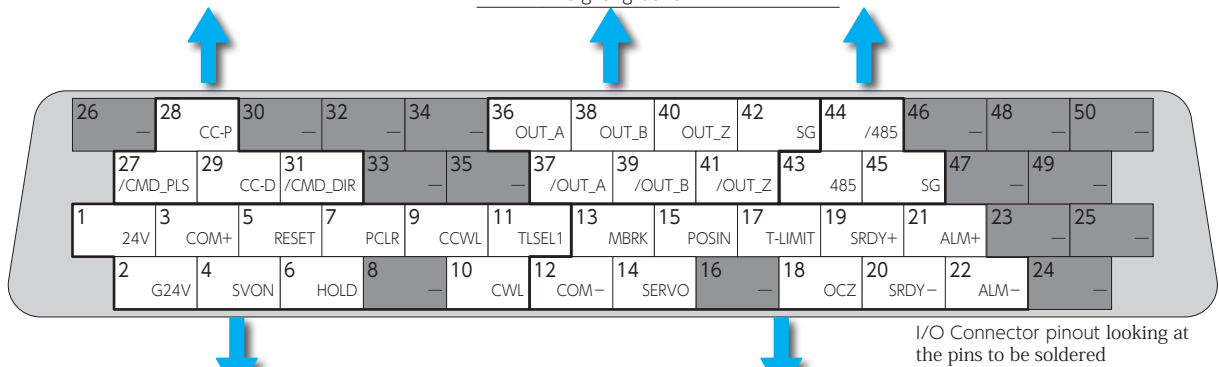 26 — 28 CC-P 30 — 32 — 34 — 36 OUT_A 38 OUT_B 40 OUT_Z 42 SG 44 /485 46 — 48 — 50 —
27 /CMD_PLS 29 CC-D 31 /CMD_DIR 33 — 35 — 37 /OUT_A 39 /OUT_B 41 /OUT_Z 43 485 45 SG 47 — 49 —
1 24V 3 COM+ 5 RESET 7 PCLR 9 CCWL 11 TLSEL1 13 MBRK 15 POSIN 17 T-LIMIT 19 SRDY+ 21 ALM+ 23 — 25 —
2 G24V 4 SVON 6 HOLD 8 — 10 CWL 12 COM− 14 SERVO 16 — 18 OCZ 20 SRDY− 22 ALM− 24 —
I/O Connector pinout looking at
the pins to be soldered